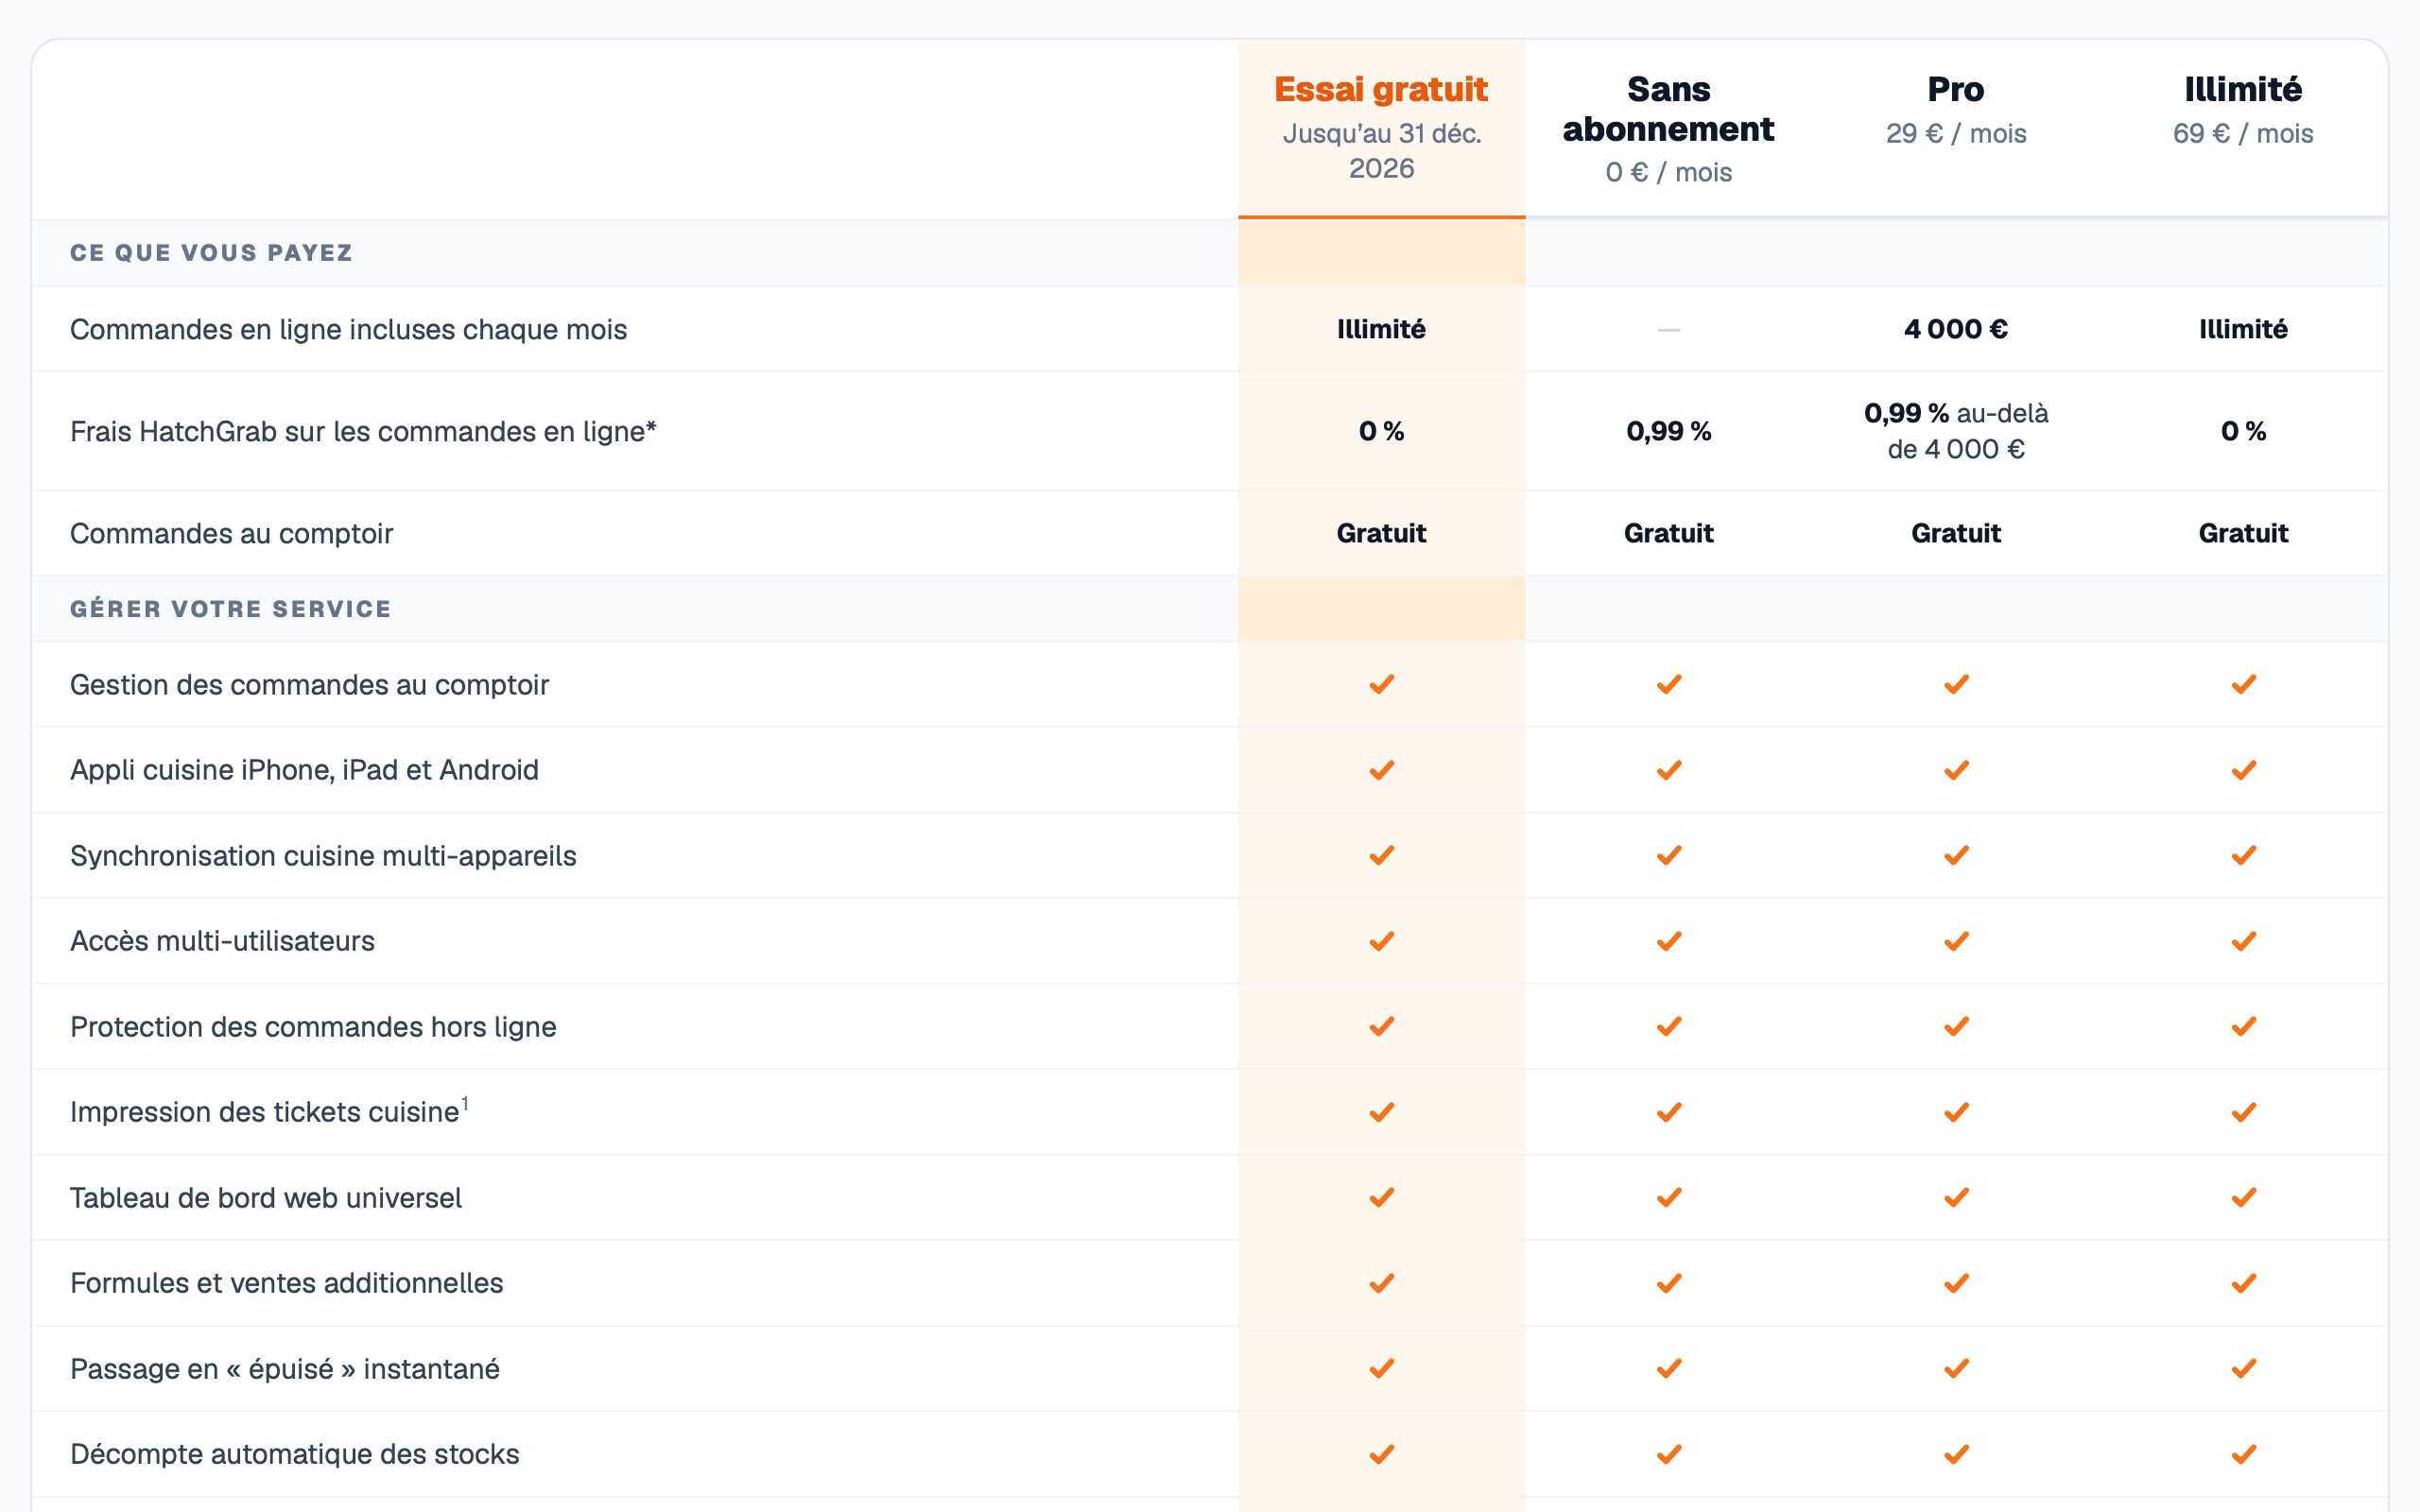 Essai gratuit
Jusqu’au 31 déc.
2026
Sans
abonnement
0 € / mois
Pro
29 € / mois
Illimité
69 € / mois
CE QUE VOUS PAYEZ
Commandes en ligne incluses chaque mois
Illimité
—
4 000 €
Illimité
Frais HatchGrab sur les commandes en ligne*
0 %
0,99 %
0,99 % au-delà
de 4 000 €
0 %
Commandes au comptoir
Gratuit
Gratuit
Gratuit
Gratuit
GÉRER VOTRE SERVICE
Gestion des commandes au comptoir
Appli cuisine iPhone, iPad et Android
Synchronisation cuisine multi-appareils
Accès multi-utilisateurs
Protection des commandes hors ligne
Impression des tickets cuisine¹
Tableau de bord web universel
Formules et ventes additionnelles
Passage en « épuisé » instantané
Décompte automatique des stocks